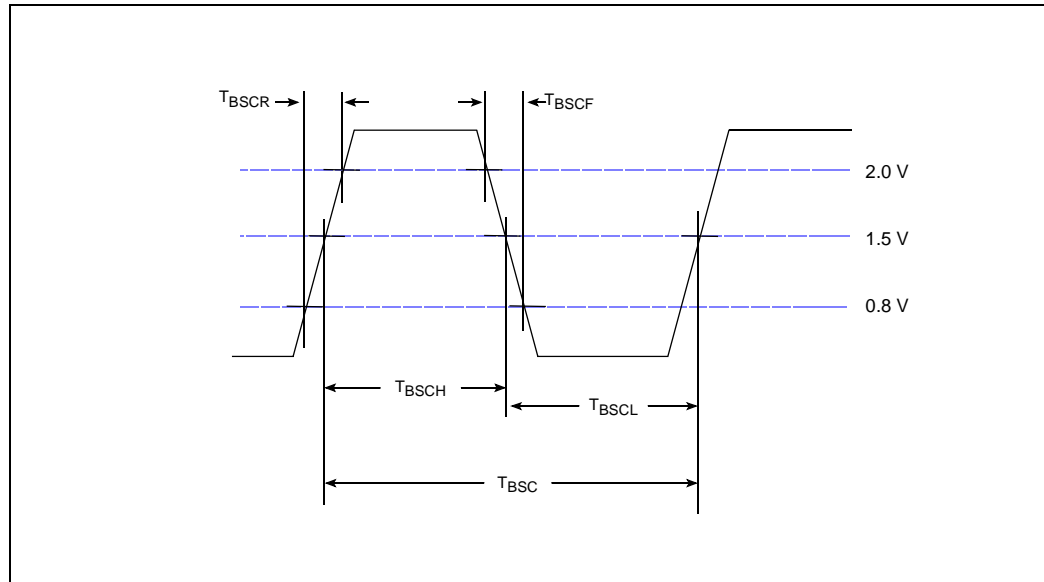 TBSCR
TBSCF
2.0 V
1.5 V
0.8 V
TBSCH
TBSCL
TBSC